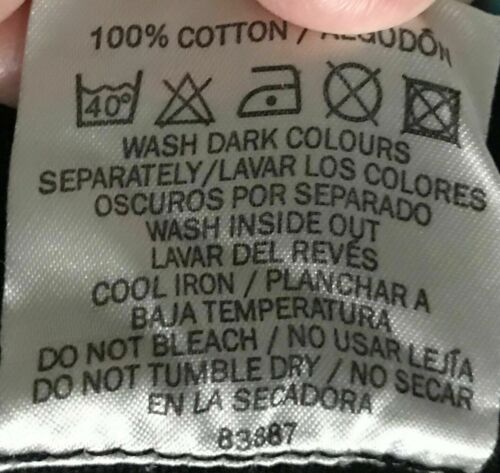 100% COTTON / ALGODÓN
40°
WASH DARK COLOURS
SEPARATELY/LAVAR LOS COLORES
OSCUROS POR SEPARADO
WASH INSIDE OUT
LAVAR DEL REVÉS
COOL IRON / PLANCHAR A
BAJA TEMPERATURA
DO NOT BLEACH / NO USAR LEJÍA
DO NOT TUMBLE DRY / NO SECAR
EN LA SECADORA
83887